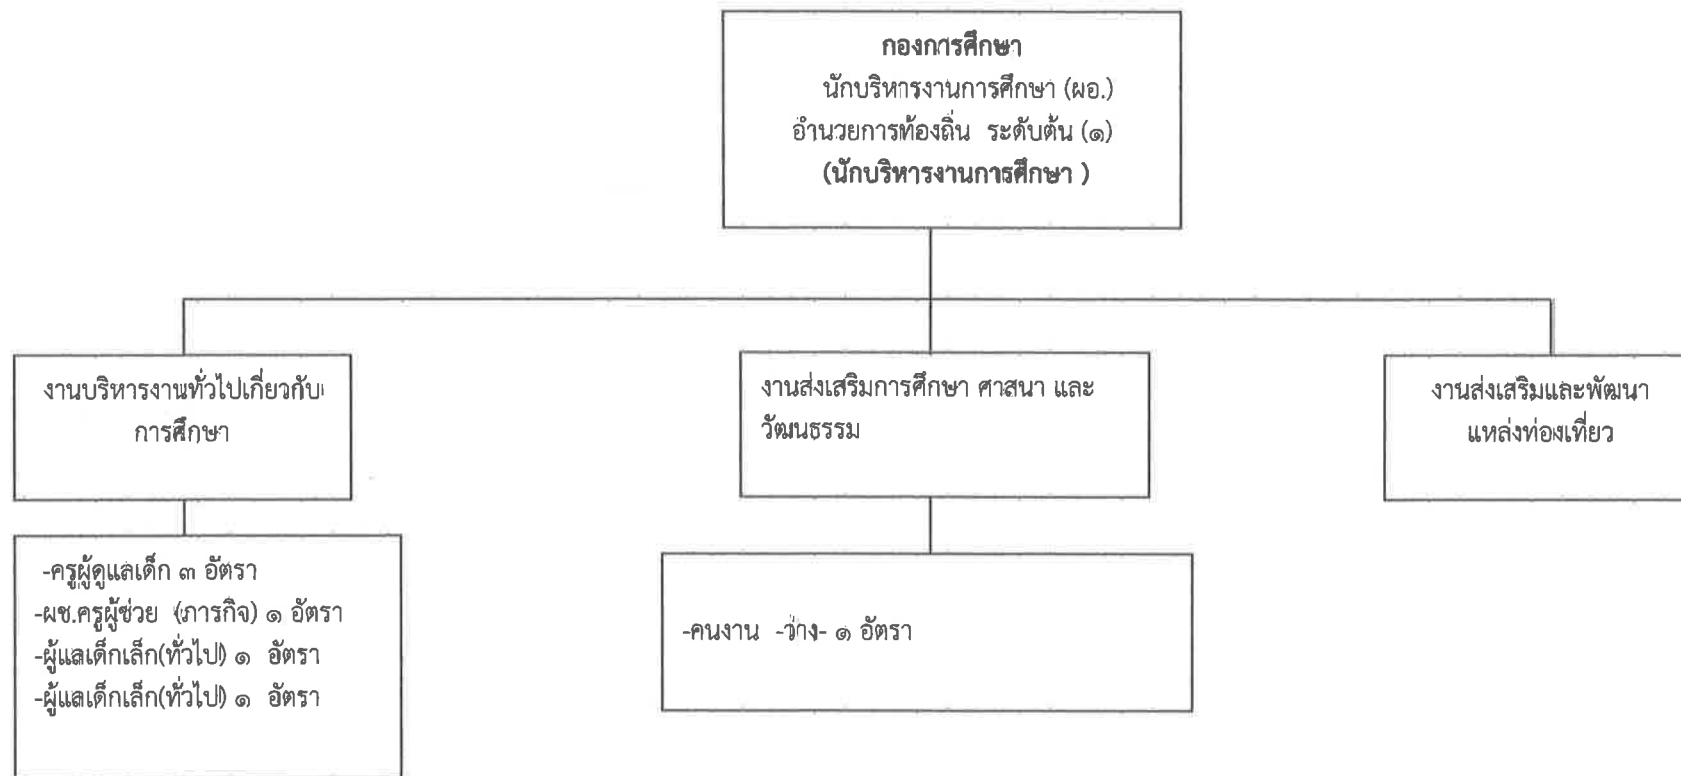 กองการศึกษา
นักบริหารงานการศึกษา (ผอ.)
อำนวยการท้องถิ่น ระดับต้น (๑)
(นักบริหารงานการศึกษา )
งานบริหารงานทั่วไปเกี่ยวกับ
การศึกษา
งานส่งเสริมการศึกษา ศาสนา และ
วัฒนธรรม
งานส่งเสริมและพัฒนา
แหล่งท่องเที่ยว
-ครูผู้ดูแลเด็ก ๓ อัตรา
-ผช.ครูผู้ช่วย (ภารกิจ) ๑ อัตรา
-ผู้แลเด็กเล็ก(ทั่วไป) ๑ อัตรา
-ผู้แลเด็กเล็ก(ทั่วไป) ๑ อัตรา
-คนงาน -ว่าง- ๑ อัตรา